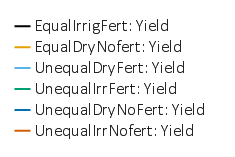 EqualIrrigFert: Yield
EqualDryNofert: Yield
UnequalDryFert: Yield
UnequalIrrFert: Yield
UnequalDryNoFert: Yield
UnequalIrrNofert: Yield